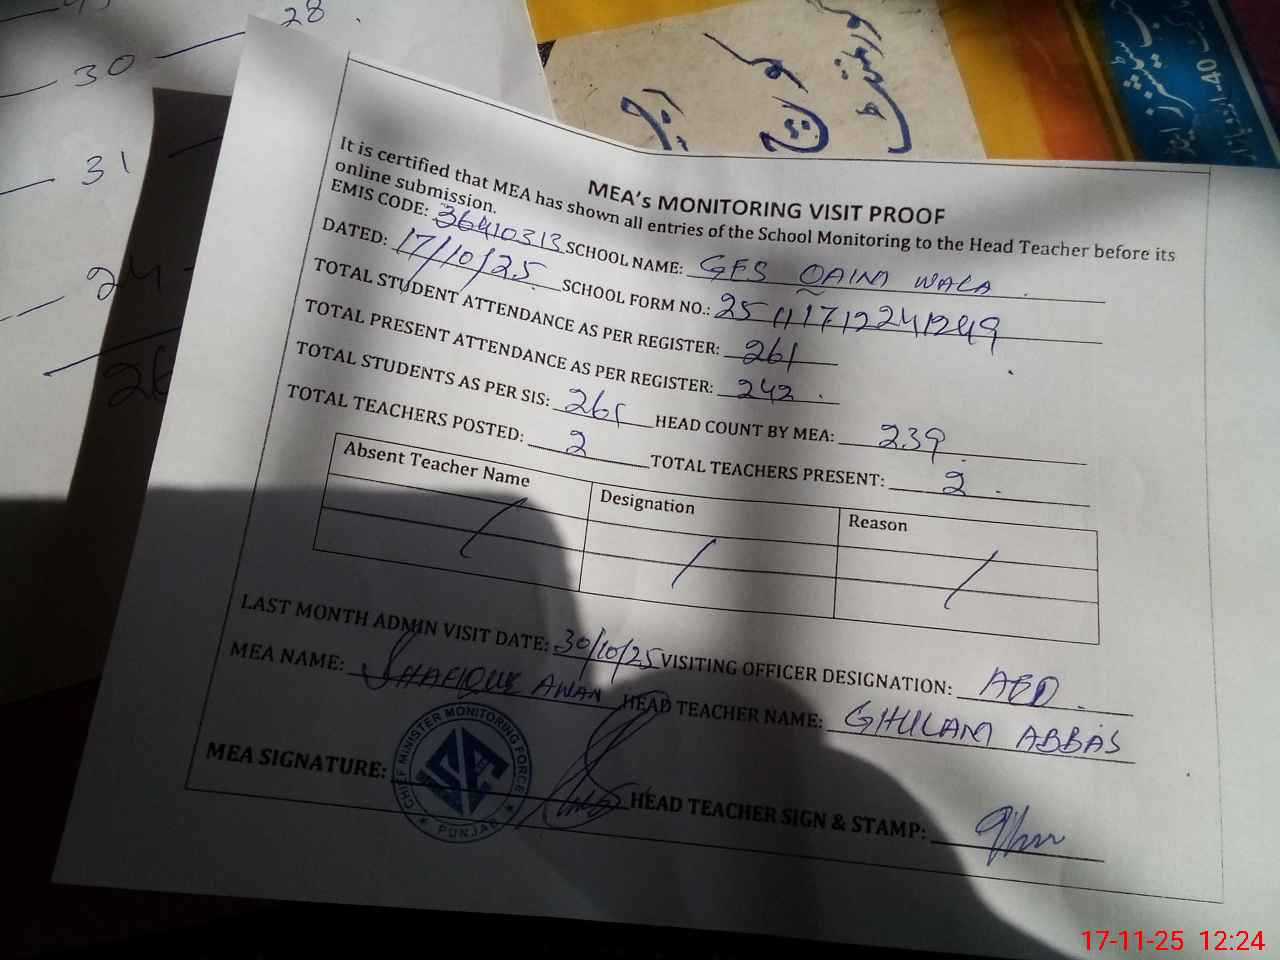 28.
30
31
24
MEA's MONITORING VISIT PROOF
It is certified that MEA has shown all entries of the School Monitoring to the Head Teacher before its
online submission.
EMIS CODE: 36410313 SCHOOL NAME: GES QAIM WALA
DATED: 17/10/25 SCHOOL FORM NO.: 25111712241249
TOTAL STUDENT ATTENDANCE AS PER REGISTER: 261
TOTAL PRESENT ATTENDANCE AS PER REGISTER: 242
TOTAL STUDENTS AS PER SIS: 261 HEAD COUNT BY MEA: 239
TOTAL TEACHERS POSTED: 2 TOTAL TEACHERS PRESENT: 2
Absent Teacher Name Designation Reason
/ / /
LAST MONTH ADMIN VISIT DATE: 30/10/25 VISITING OFFICER DESIGNATION: AEO
MEA NAME: SHAFIQUE AWAN HEAD TEACHER NAME: GHULAM ABBAS
MEA SIGNATURE: HEAD TEACHER SIGN & STAMP:
CHIEF MINISTER MONITORING FORCE
PUNJAB
17-11-25 12:24